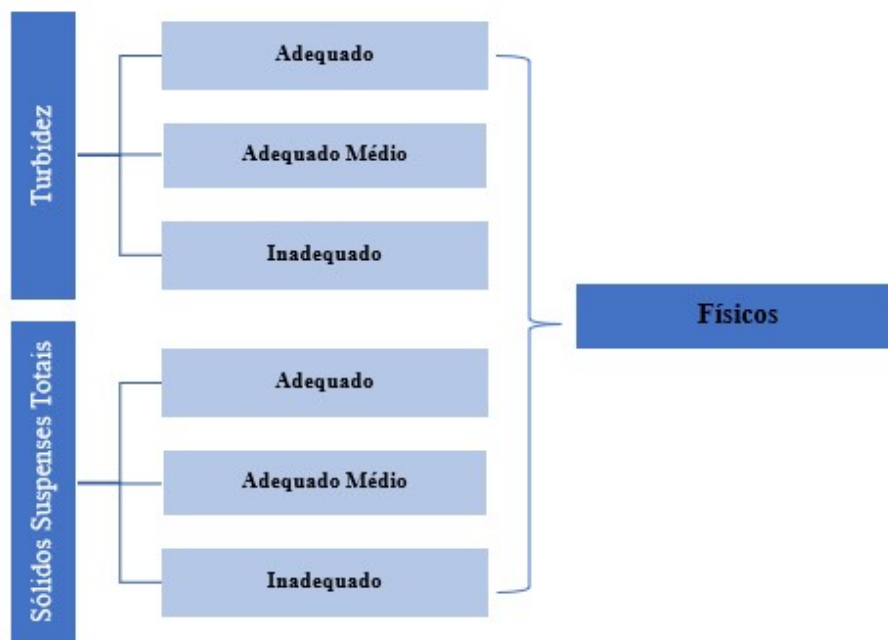 Turbidez
Adequado
Adequado Médio
Inadequado
Sólidos Suspenses Totais
Adequado
Adequado Médio
Inadequado
Físicos